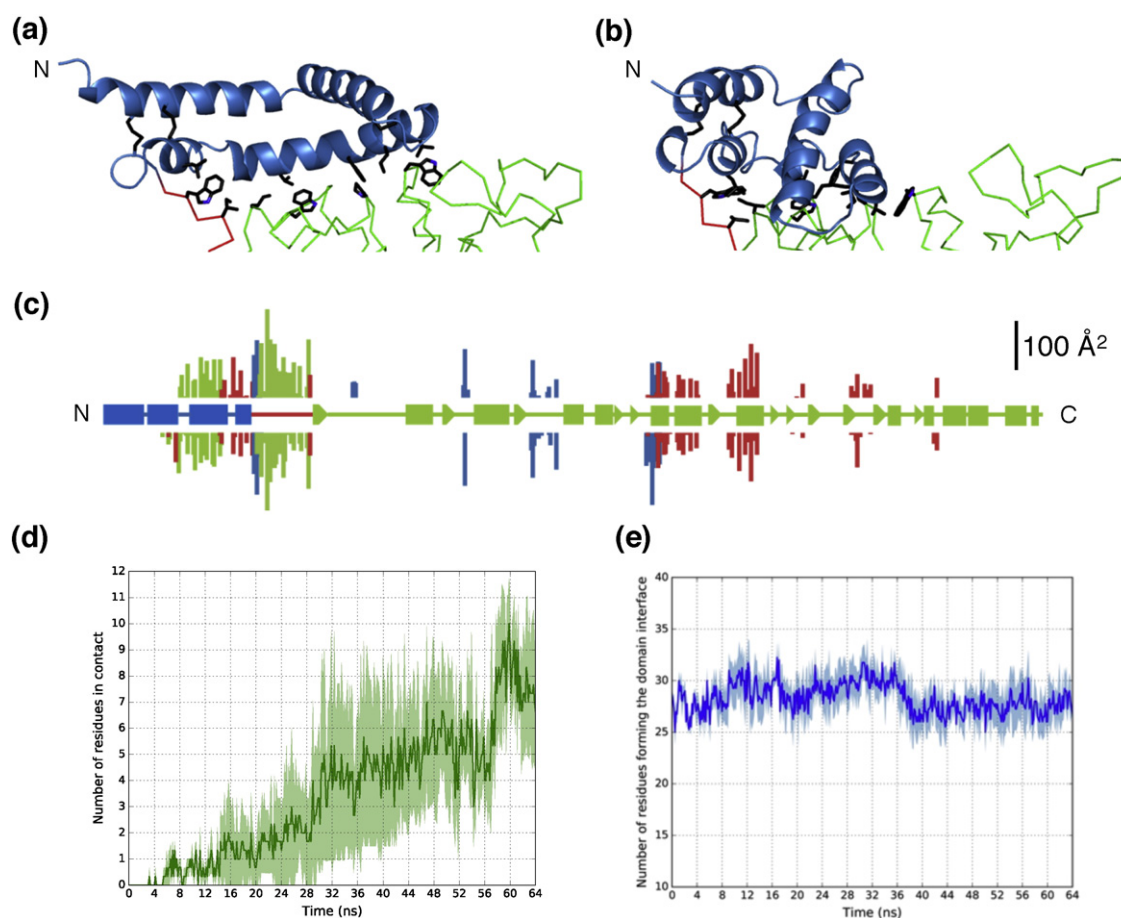 (a)
N
(b)
N
(c)
100 Å2
N
C
(d)
Number of residues in contact
12
11
10
9
8
7
6
5
4
3
2
1
0
0 4 8 12 16 20 24 28 32 36 40 44 48 52 56 60 64
Time (ns)
(e)
Number of residues forming the domain interface
40
35
30
25
30
15
10
0 4 8 12 16 20 24 28 32 36 40 44 48 52 56 60 64
Time (ns)